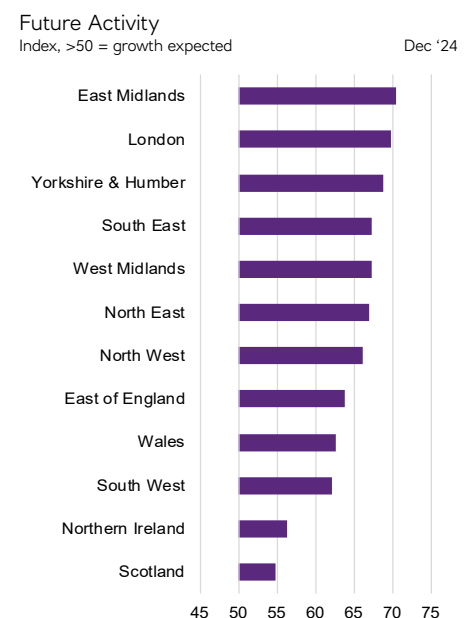 Future Activity
Index, >50 = growth expected Dec ‘24
East Midlands
London
Yorkshire & Humber
South East
West Midlands
North East
North West
East of England
Wales
South West
Northern Ireland
Scotland
45 50 55 60 65 70 75